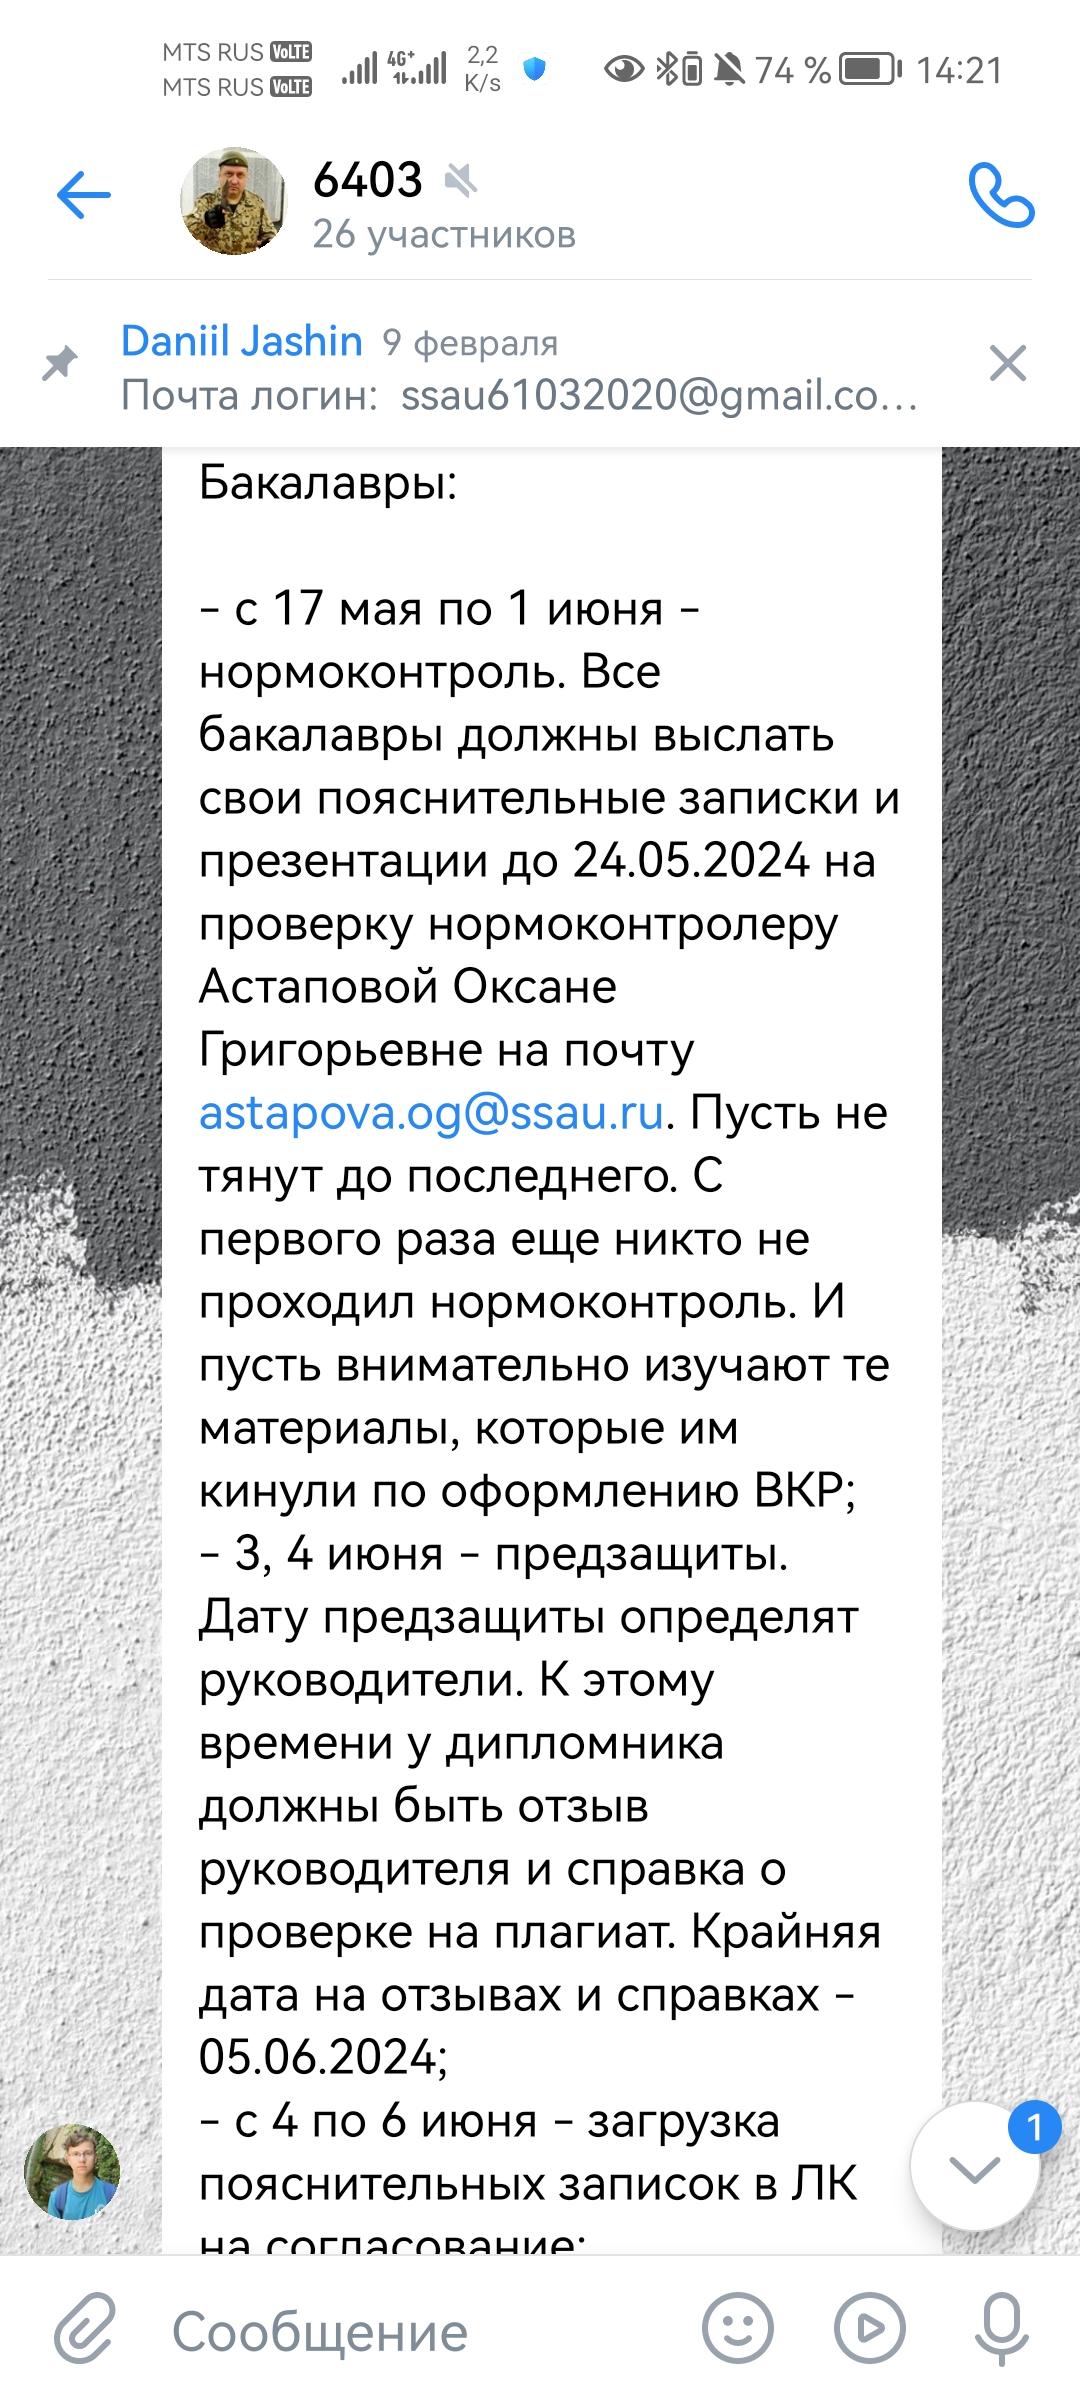 MTS RUS VoLTE
MTS RUS VoLTE
4G+
2,2
K/s
74 %
14:21
6403
26 участников
Daniil Jashin 9 февраля
Почта логин: ssau61032020@gmail.co...
Бакалавры:
- с 17 мая по 1 июня -
нормоконтроль. Все
бакалавры должны выслать
свои пояснительные записки и
презентации до 24.05.2024 на
проверку нормоконтролеру
Астаповой Оксане
Григорьевне на почту
astapova.og@ssau.ru. Пусть не
тянут до последнего. С
первого раза еще никто не
проходил нормоконтроль. И
пусть внимательно изучают те
материалы, которые им
кинули по оформлению ВКР;
- 3, 4 июня - предзащиты.
Дату предзащиты определят
руководители. К этому
времени у дипломника
должны быть отзыв
руководителя и справка о
проверке на плагиат. Крайняя
дата на отзывах и справках -
05.06.2024;
- с 4 по 6 июня - загрузка
пояснительных записок в ЛК
на согласование;
1
Сообщение